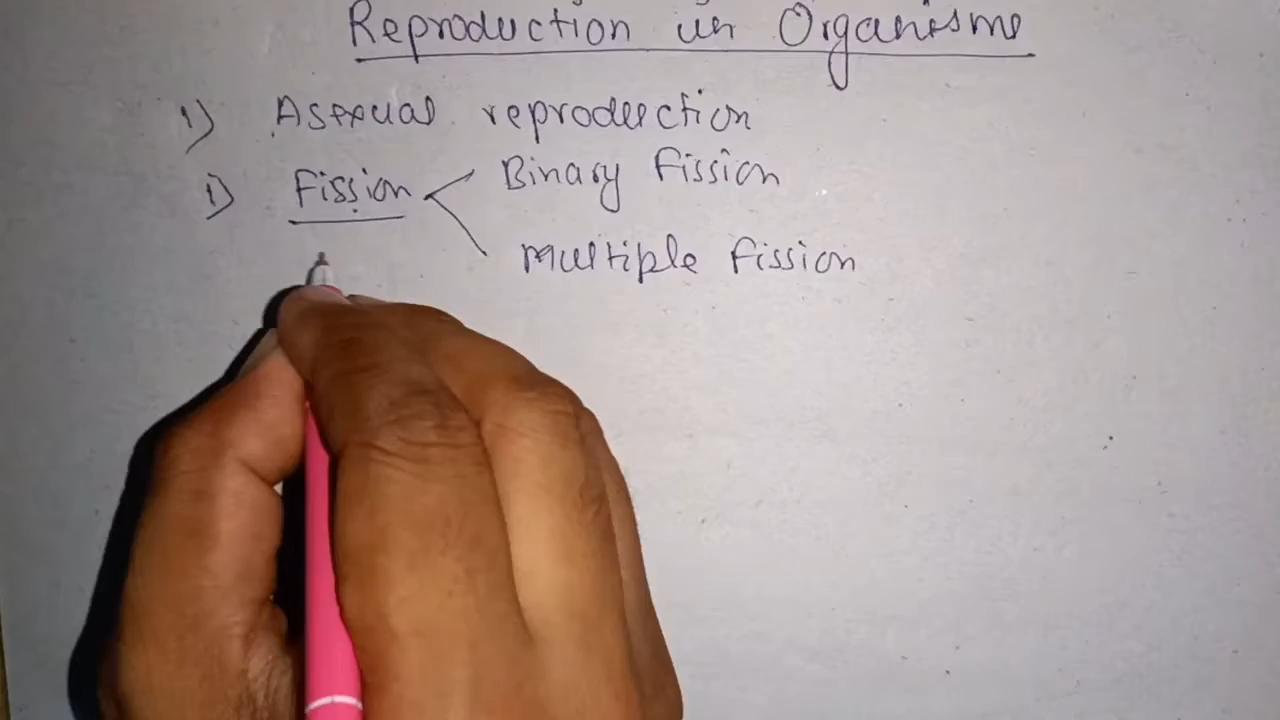 Reproduction in Organisms
1) Asexual reproduction
1) Fission < Binary Fission
Multiple Fission